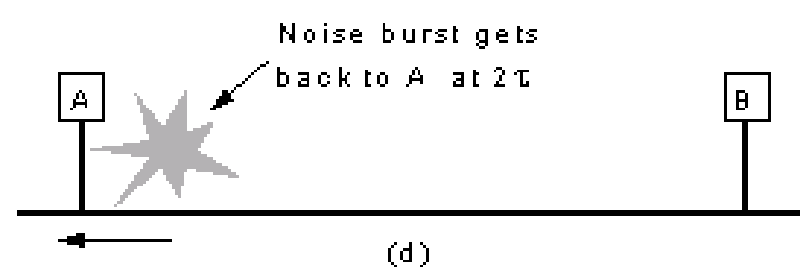 Noise burst gets
back to A at 2τ
A
B
(d)